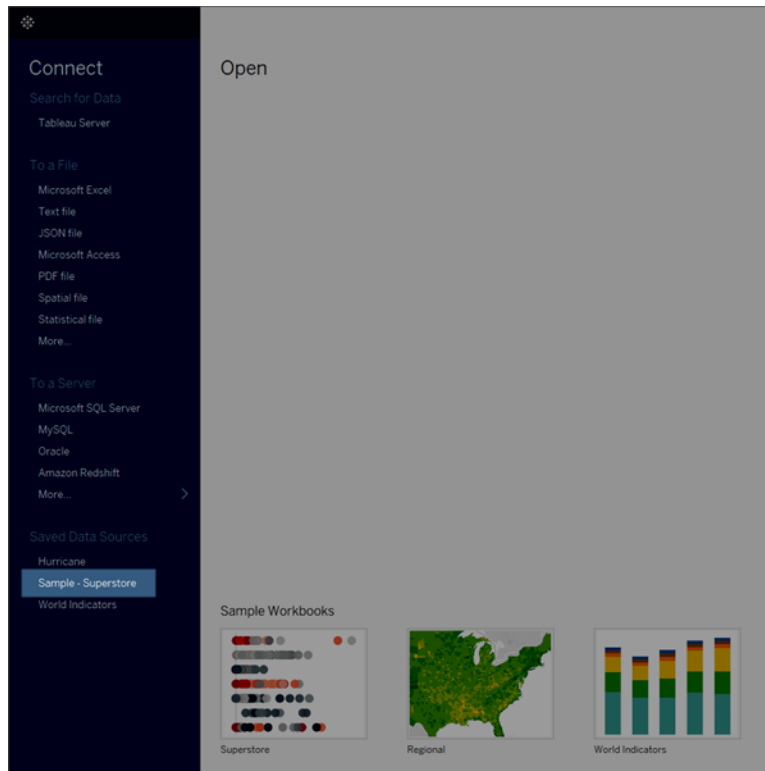 Connect
Search for Data
Tableau Server
To a File
Microsoft Excel
Text file
JSON file
Microsoft Access
PDF file
Spatial file
Statistical file
More...
To a Server
Microsoft SQL Server
MySQL
Oracle
Amazon Redshift
More...
Saved Data Sources
Hurricane
Sample - Superstore
World Indicators
Open
Sample Workbooks
Superstore
Regional
World Indicators